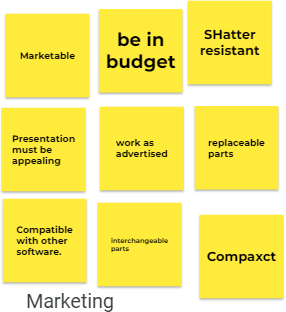 Marketable
be in
budget
SHatter
resistant
Presentation
must be
appealing
work as
advertised
replaceable
parts
Compatible
with other
software.
interchangeable
parts
Compaxct
Marketing